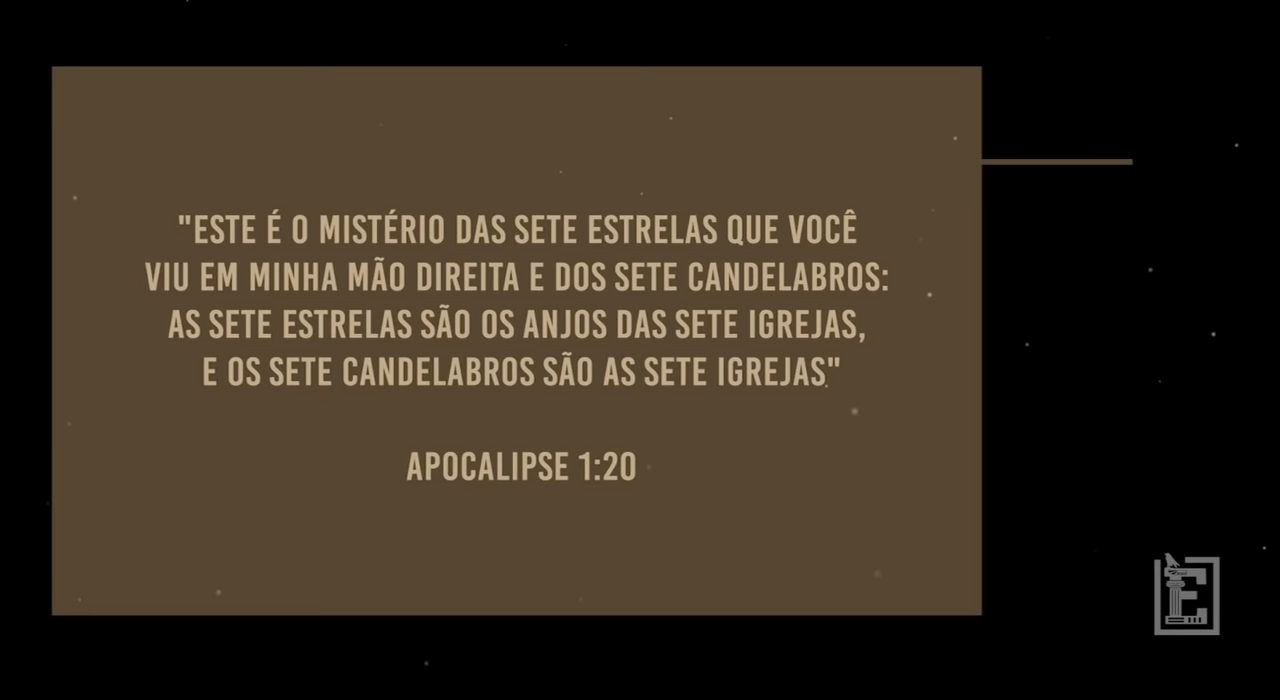 "ESTE É O MISTÉRIO DAS SETE ESTRELAS QUE VOCÊ
VIU EM MINHA MÃO DIREITA E DOS SETE CANDELABROS:
AS SETE ESTRELAS SÃO OS ANJOS DAS SETE IGREJAS,
E OS SETE CANDELABROS SÃO AS SETE IGREJAS"
APOCALIPSE 1:20
E